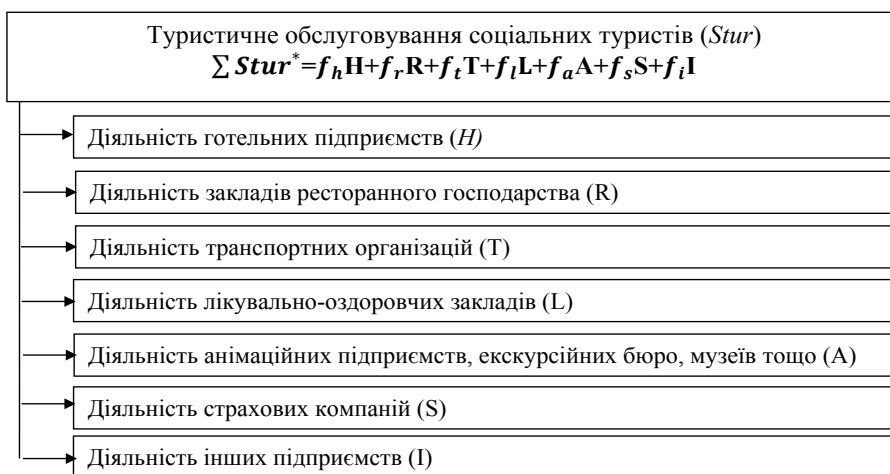 Туристичне обслуговування соціальних туристів (Stur)
∑ Stur*=fₕH+fᵣR+fₜT+fₗL+fₐA+fₛS+fᵢI
Діяльність готельних підприємств (H)
Діяльність закладів ресторанного господарства (R)
Діяльність транспортних організацій (T)
Діяльність лікувально-оздоровчих закладів (L)
Діяльність анімаційних підприємств, екскурсійних бюро, музеїв тощо (А)
Діяльність страхових компаній (S)
Діяльність інших підприємств (І)